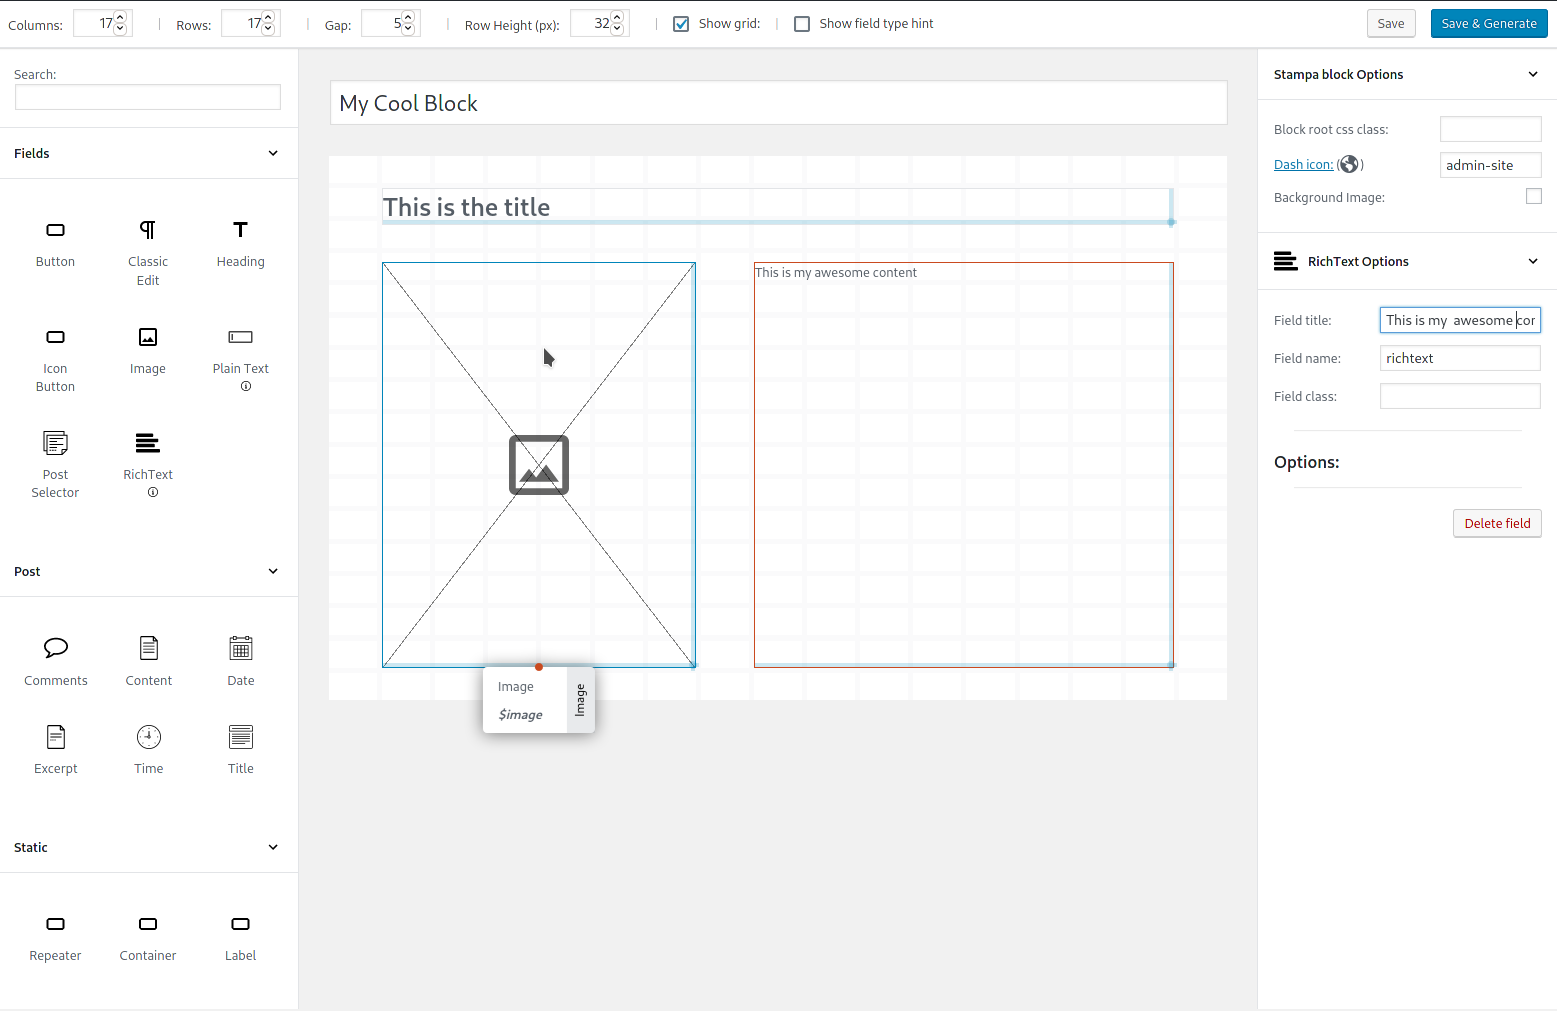 Columns: 17 Rows: 17 Gap: 5 Row Height (px): 32 Show grid: Show field type hint Save Save & Generate
Search:
Fields
Button
Classic
Edit
Heading
Icon
Button
Image
Plain Text
Post
Selector
RichText
Post
Comments
Content
Date
Excerpt
Time
Title
Static
Repeater
Container
Label
My Cool Block
This is the title
This is my awesome content
Image
$image
Image
Stampa block Options
Block root css class:
Dash icon: ( ) admin-site
Background Image:
RichText Options
Field title: This is my  awesome cor
Field name: richtext
Field class:
Options:
Delete field